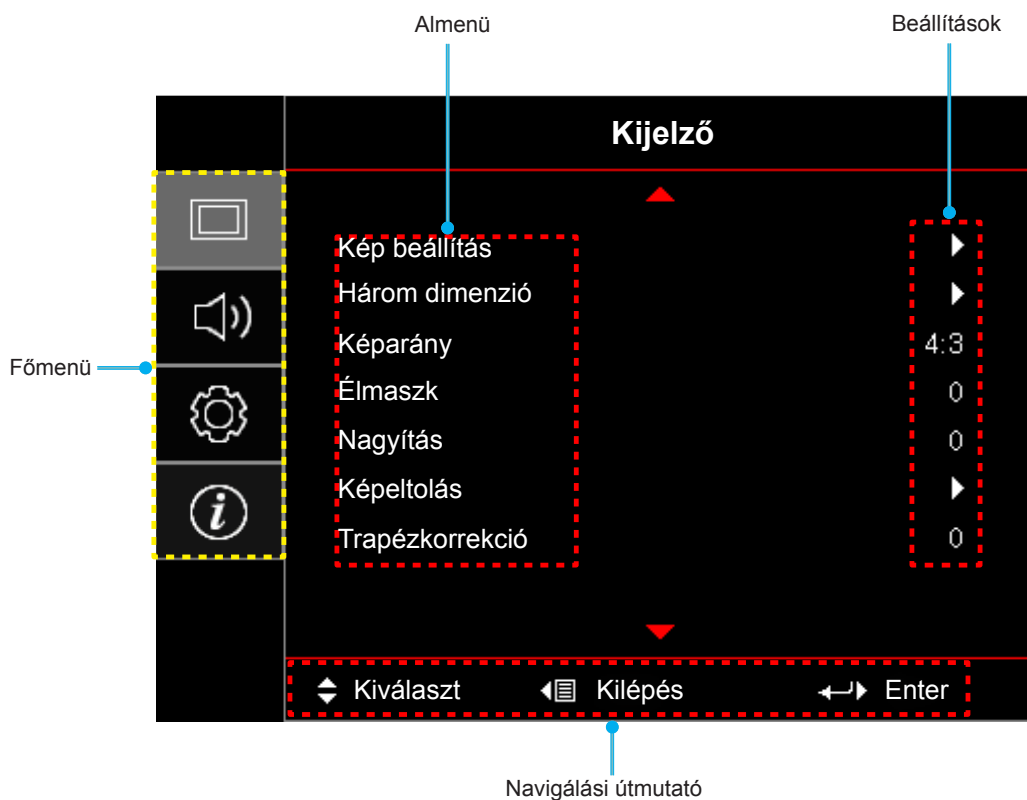 Almenü Beállítások
Kijelző
Kép beállítás
Három dimenzió
Képarány 4:3
Főmenü
Élmaszk 0
Nagyítás 0
Képeltolás
Trapézkorrekció 0
Kiválaszt Kilépés Enter
Navigálási útmutató